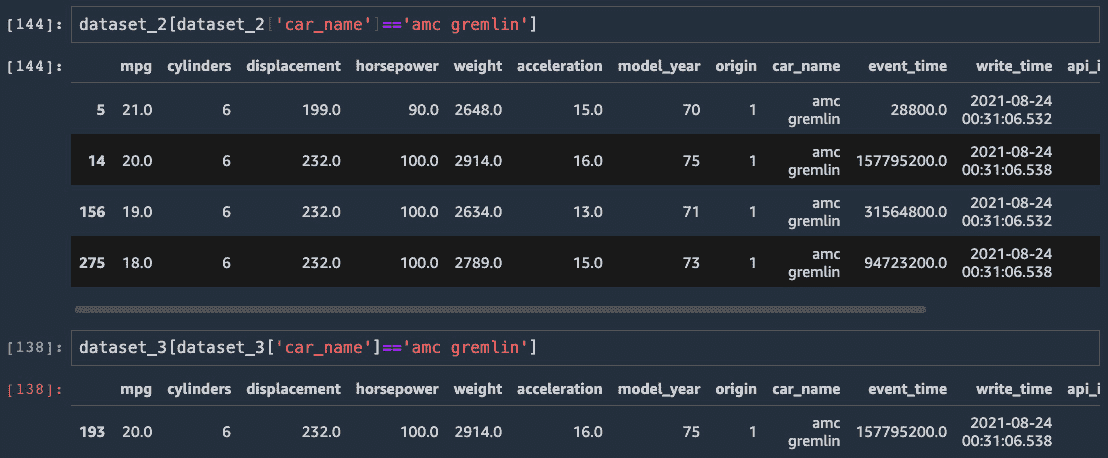 [144]: dataset_2[dataset_2['car_name']=='amc gremlin']
[144]: mpg cylinders displacement horsepower weight acceleration model_year origin car_name event_time write_time api_i
5 21.0 6 199.0 90.0 2648.0 15.0 70 1 amc gremlin 28800.0 2021-08-24 00:31:06.532
14 20.0 6 232.0 100.0 2914.0 16.0 75 1 amc gremlin 157795200.0 2021-08-24 00:31:06.538
156 19.0 6 232.0 100.0 2634.0 13.0 71 1 amc gremlin 31564800.0 2021-08-24 00:31:06.532
275 18.0 6 232.0 100.0 2789.0 15.0 73 1 amc gremlin 94723200.0 2021-08-24 00:31:06.538
[138]: dataset_3[dataset_3['car_name']=='amc gremlin']
[138]: mpg cylinders displacement horsepower weight acceleration model_year origin car_name event_time write_time api_i
193 20.0 6 232.0 100.0 2914.0 16.0 75 1 amc gremlin 157795200.0 2021-08-24 00:31:06.538